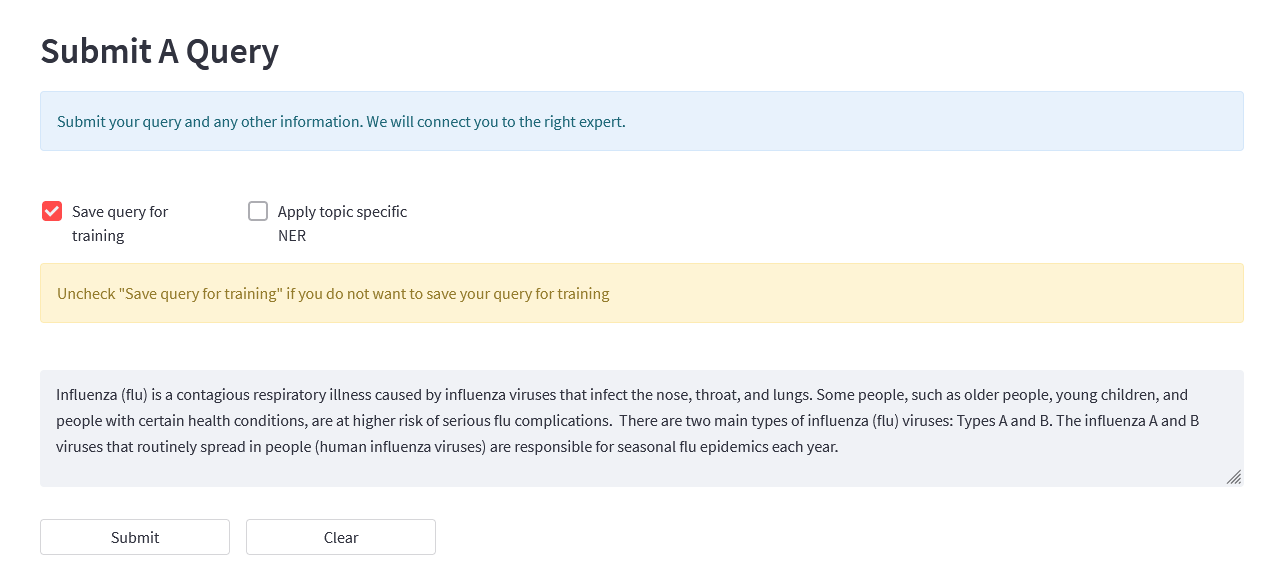 Submit A Query
Submit your query and any other information. We will connect you to the right expert.
Save query for
training
Apply topic specific
NER
Uncheck "Save query for training" if you do not want to save your query for training
Influenza (flu) is a contagious respiratory illness caused by influenza viruses that infect the nose, throat, and lungs. Some people, such as older people, young children, and
people with certain health conditions, are at higher risk of serious flu complications.  There are two main types of influenza (flu) viruses: Types A and B. The influenza A and B
viruses that routinely spread in people (human influenza viruses) are responsible for seasonal flu epidemics each year.
Submit
Clear